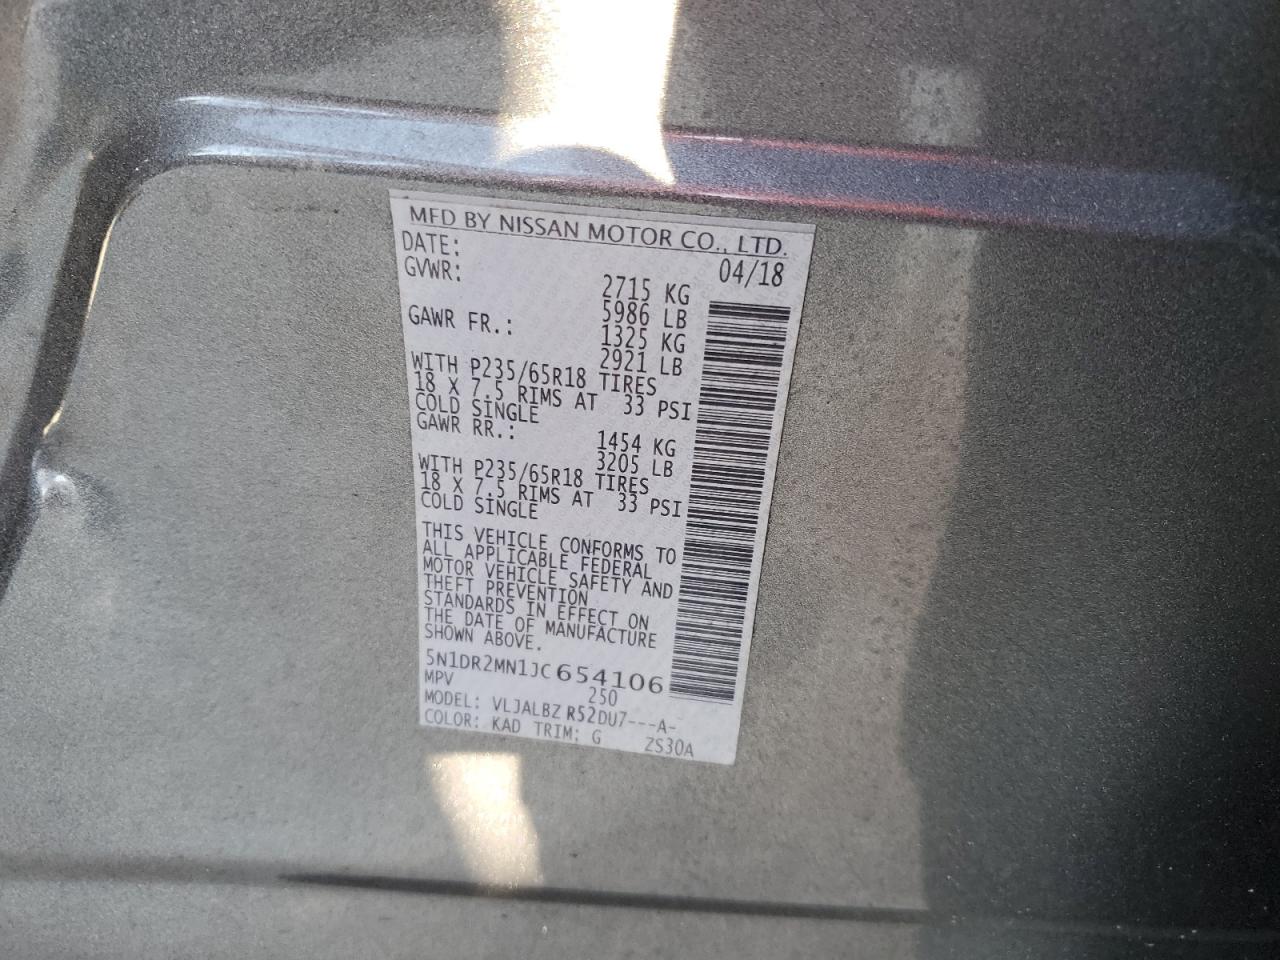 MFD BY NISSAN MOTOR CO., LTD.
DATE: 04/18
GVWR: 2715 KG
5986 LB
GAWR FR.: 1325 KG
2921 LB
WITH P235/65R18 TIRES
18 X 7.5 RIMS AT 33 PSI
COLD SINGLE
GAWR RR.: 1454 KG
3205 LB
WITH P235/65R18 TIRES
18 X 7.5 RIMS AT 33 PSI
COLD SINGLE
THIS VEHICLE CONFORMS TO
ALL APPLICABLE FEDERAL
MOTOR VEHICLE SAFETY AND
THEFT PREVENTION
STANDARDS IN EFFECT ON
THE DATE OF MANUFACTURE
SHOWN ABOVE.
5N1DR2MN1JC654106
MPV 250
MODEL: VLJALBZ R52DU7---A-
COLOR: KAD TRIM: G ZS30A